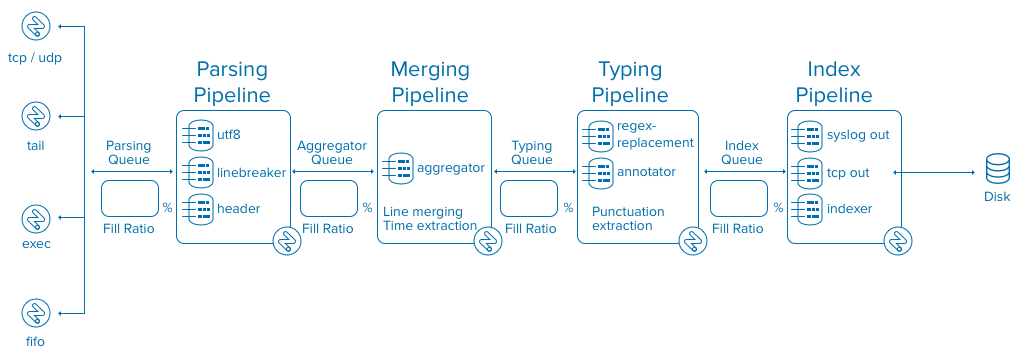 tcp / udp
tail
exec
fifo
Parsing
Queue
%
Fill Ratio
Parsing
Pipeline
utf8
linebreaker
header
Aggregator
Queue
%
Fill Ratio
Merging
Pipeline
aggregator
Line merging
Time extraction
Typing
Queue
%
Fill Ratio
Typing
Pipeline
regex-
replacement
annotator
Punctuation
extraction
Index
Queue
%
Fill Ratio
Index
Pipeline
syslog out
tcp out
indexer
Disk